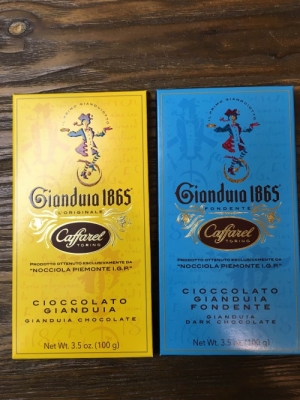 Gianduia 1865
L'ORIGINALE
Caffarel
TORINO
PRODOTTO OTTENUTO ESCLUSIVAMENTE DA
"NOCCIOLA PIEMONTE I.G.P."
CIOCCOLATO
GIANDUIA
GIANDUIA CHOCOLATE
Net Wt. 3.5 oz. (100 g)
Gianduia 1865
FONDENTE
Caffarel
TORINO
PRODOTTO OTTENUTO ESCLUSIVAMENTE DA
"NOCCIOLA PIEMONTE I.G.P."
CIOCCOLATO
GIANDUIA
FONDENTE
GIANDUIA
DARK CHOCOLATE
Net Wt. 3.5 (100 g)